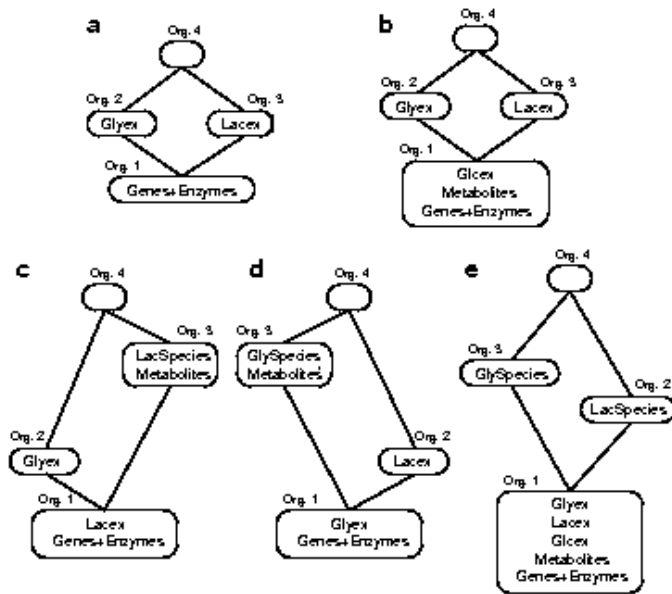 a
Org. 4
Org. 2
Org. 3
Glyex
Lacex
Org. 1
Genes+Enzymes
b
Org. 4
Org. 2
Org. 3
Glyex
Lacex
Org. 1
Glcex
Metabolites
Genes+Enzymes
c
Org. 4
Org. 3
LacSpecies
Metabolites
Org. 2
Glyex
Org. 1
Lacex
Genes+Enzymes
d
Org. 4
Org. 3
GlySpecies
Metabolites
Org. 2
Lacex
Org. 1
Glyex
Genes+Enzymes
e
Org. 4
Org. 3
GlySpecies
Org. 2
LacSpecies
Org. 1
Glyex
Lacex
Glcex
Metabolites
Genes+Enzymes